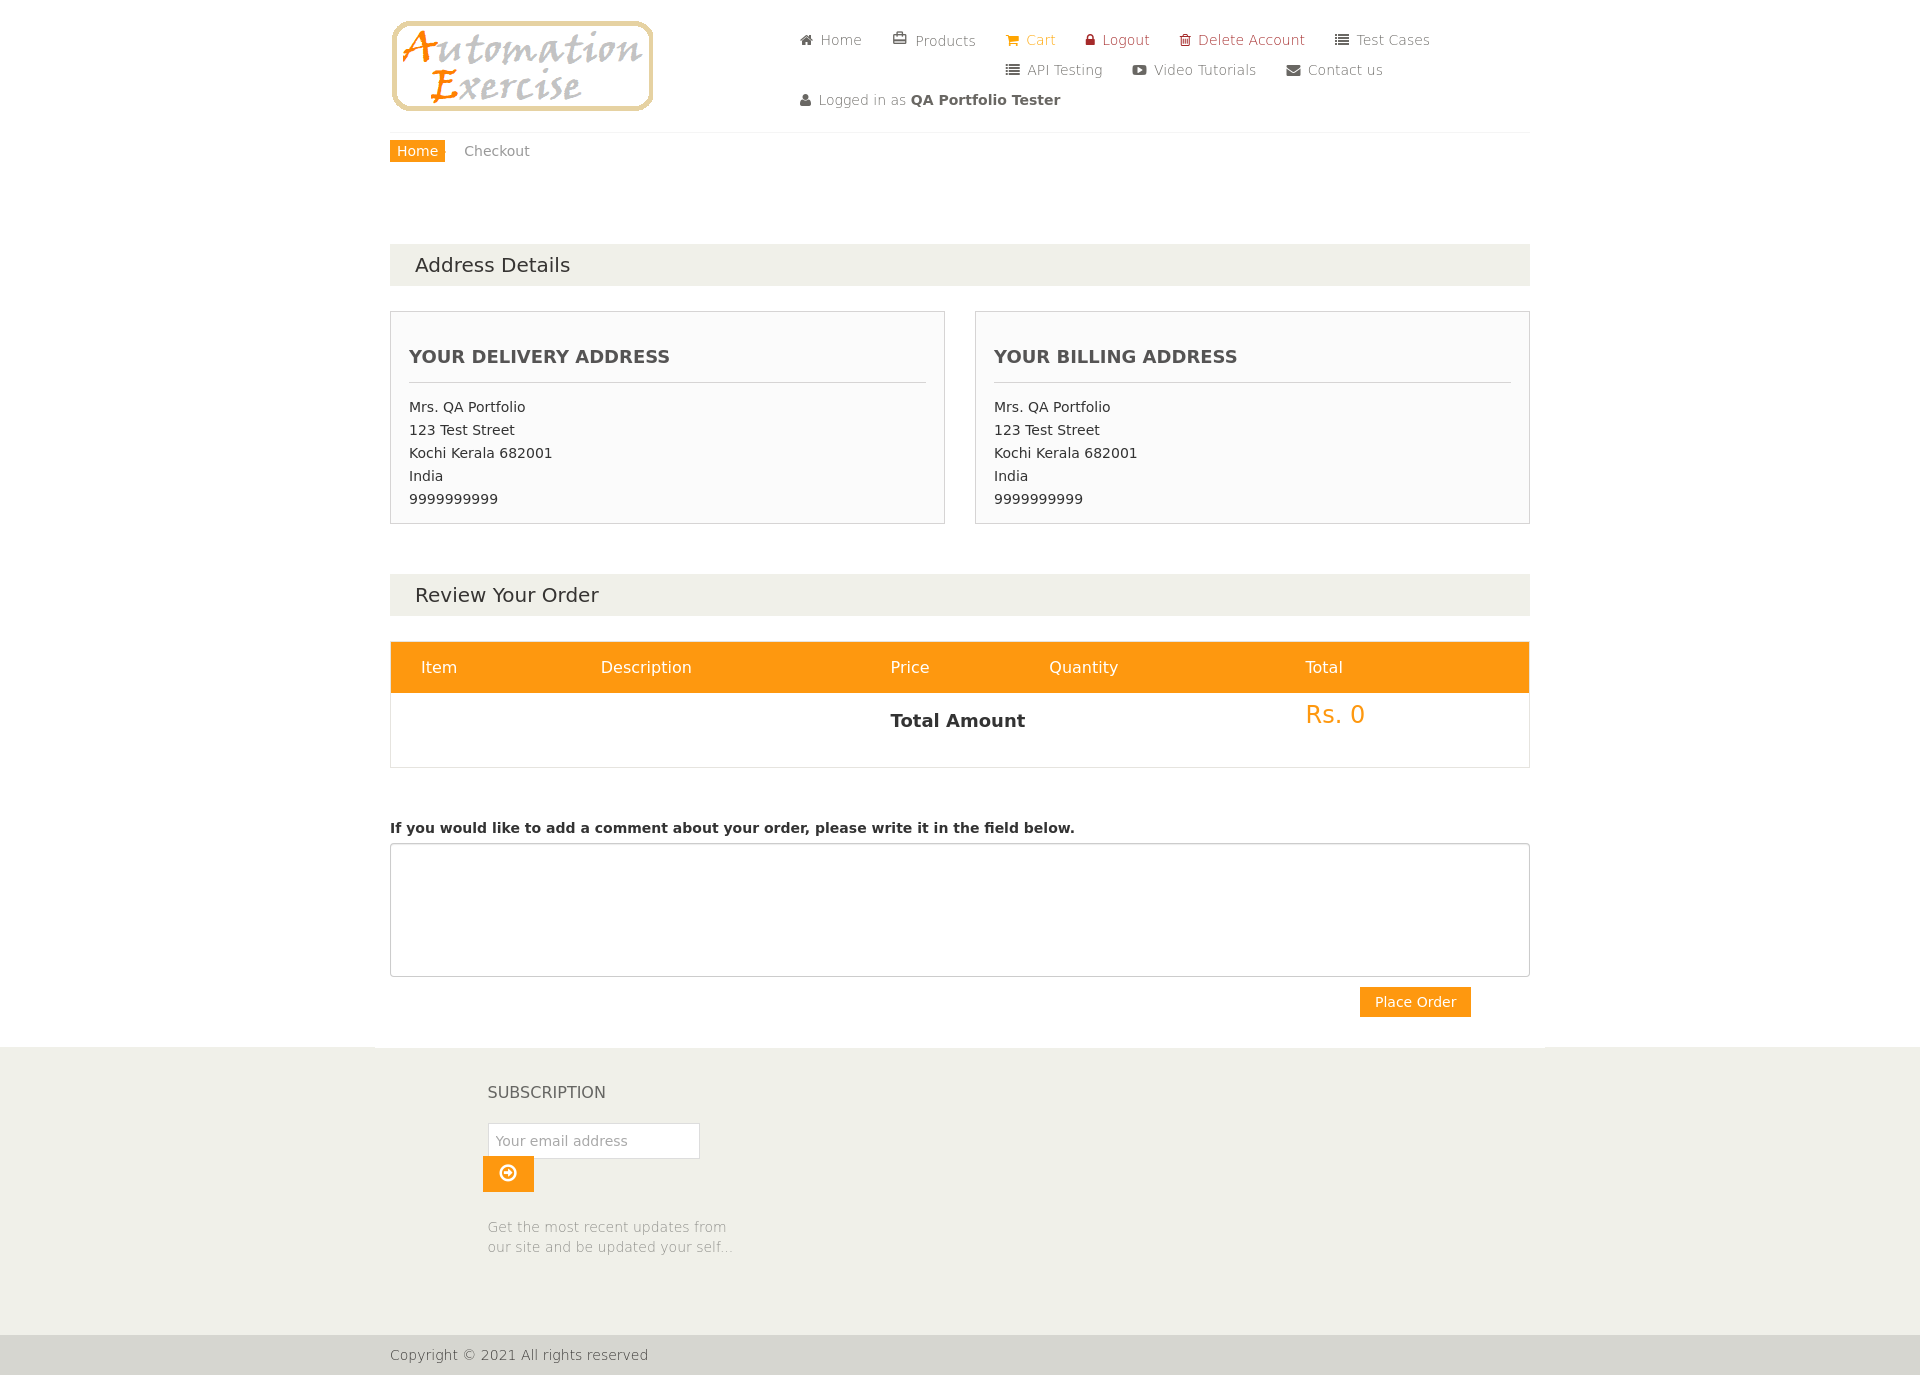 Automation
Exercise
Home Products Cart Logout Delete Account Test Cases
API Testing Video Tutorials Contact us
Logged in as QA Portfolio Tester
Home Checkout
Address Details
YOUR DELIVERY ADDRESS
Mrs. QA Portfolio
123 Test Street
Kochi Kerala 682001
India
9999999999
YOUR BILLING ADDRESS
Mrs. QA Portfolio
123 Test Street
Kochi Kerala 682001
India
9999999999
Review Your Order
Item Description Price Quantity Total
Total Amount Rs. 0
If you would like to add a comment about your order, please write it in the field below.
Place Order
SUBSCRIPTION
Your email address
Get the most recent updates from
our site and be updated your self...
Copyright © 2021 All rights reserved